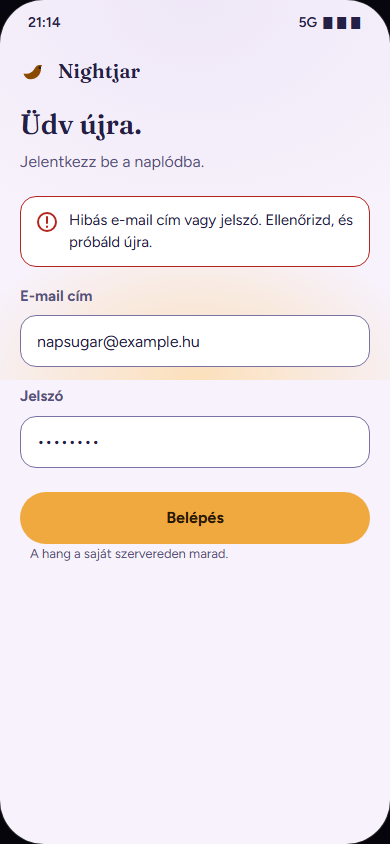 21:14
5G
Nightjar
Üdv újra.
Jelentkezz be a naplódba.
Hibás e-mail cím vagy jelszó. Ellenőrizd, és
próbáld újra.
E-mail cím
napsugar@example.hu
Jelszó
••••••••
Belépés
A hang a saját szervereden marad.